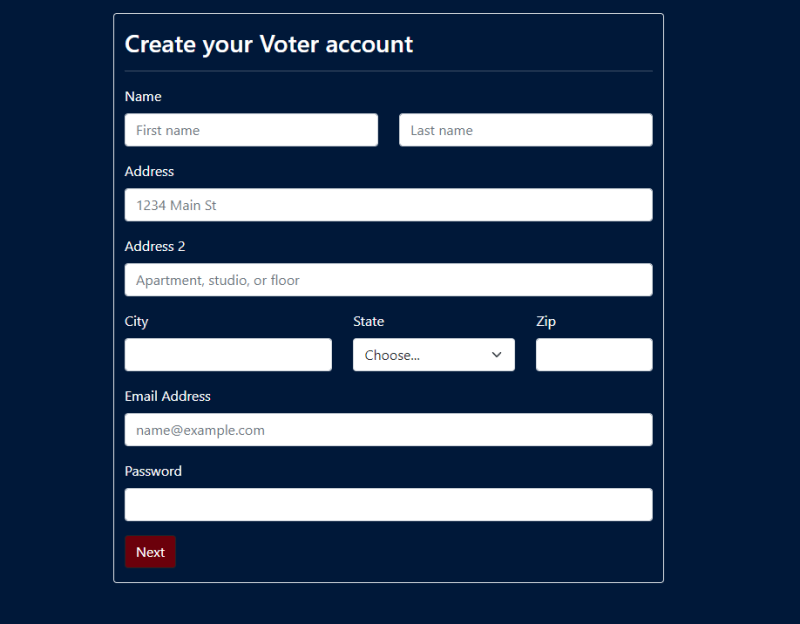 Create your Voter account
Name
First name Last name
Address
1234 Main St
Address 2
Apartment, studio, or floor
City State Zip
Choose...
Email Address
name@example.com
Password
Next